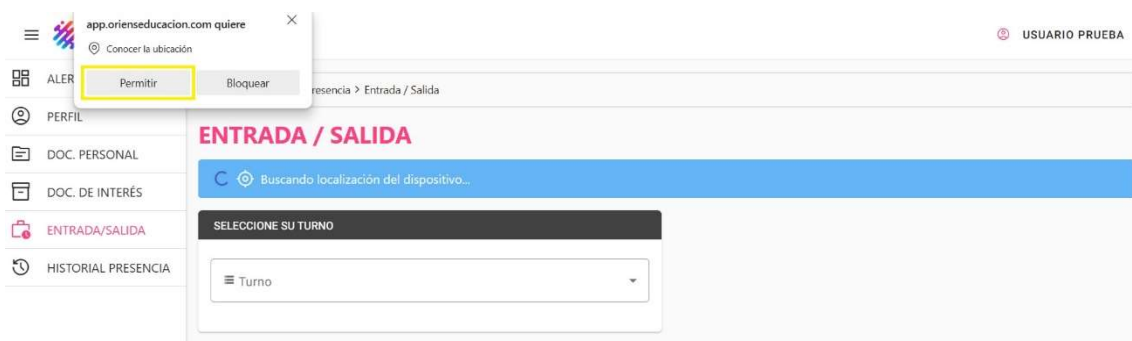 app.orienseducacion.com quiere
Conocer la ubicación
Permitir
Bloquear
USUARIO PRUEBA
ALER
PERFIL
DOC. PERSONAL
DOC. DE INTERÉS
ENTRADA/SALIDA
HISTORIAL PRESENCIA
resencia > Entrada / Salida
ENTRADA / SALIDA
Buscando localización del dispositivo...
SELECCIONE SU TURNO
Turno